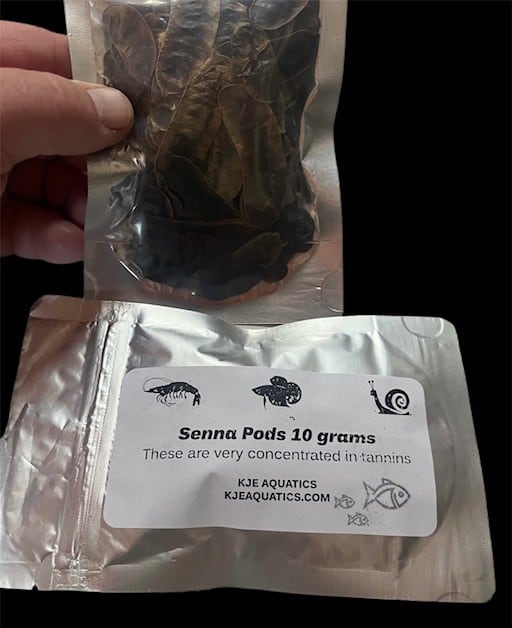 Senna Pods 10 grams
These are very concentrated in tannins
KJE AQUATICS
KJEAQUATICS.COM